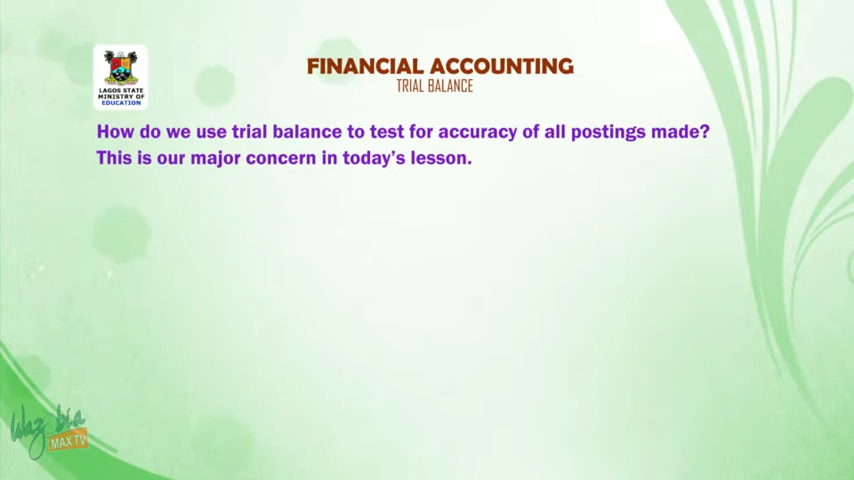 FINANCIAL ACCOUNTING
TRIAL BALANCE
LAGOS STATE
MINISTRY OF
EDUCATION
How do we use trial balance to test for accuracy of all postings made?
This is our major concern in today's lesson.
Wazobia
MAX TV